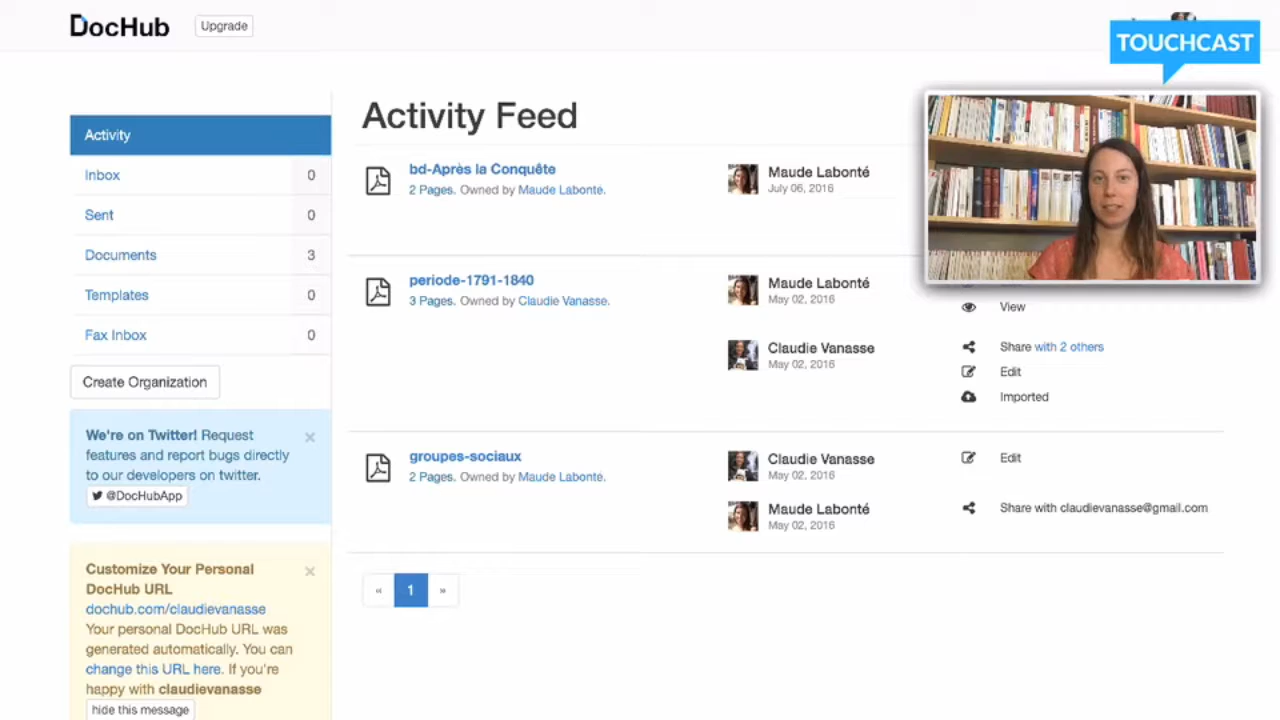 DocHub
Upgrade
TOUCHCAST
Activity
Inbox 0
Sent 0
Documents 3
Templates 0
Fax Inbox 0
Create Organization
We're on Twitter! Request
features and report bugs directly
to our developers on twitter.
@DocHubApp
Customize Your Personal
DocHub URL
dochub.com/claudievanasse
Your personal DocHub URL was
generated automatically. You can
change this URL here. If you're
happy with claudievanasse
hide this message
Activity Feed
bd-Après la Conquête
2 Pages. Owned by Maude Labonté.
Maude Labonté
July 06, 2016
periode-1791-1840
3 Pages. Owned by Claudie Vanasse.
Maude Labonté
May 02, 2016
View
Claudie Vanasse
May 02, 2016
Share with 2 others
Edit
Imported
groupes-sociaux
2 Pages. Owned by Maude Labonté.
Claudie Vanasse
May 02, 2016
Edit
Maude Labonté
May 02, 2016
Share with claudievanasse@gmail.com
« 1 »